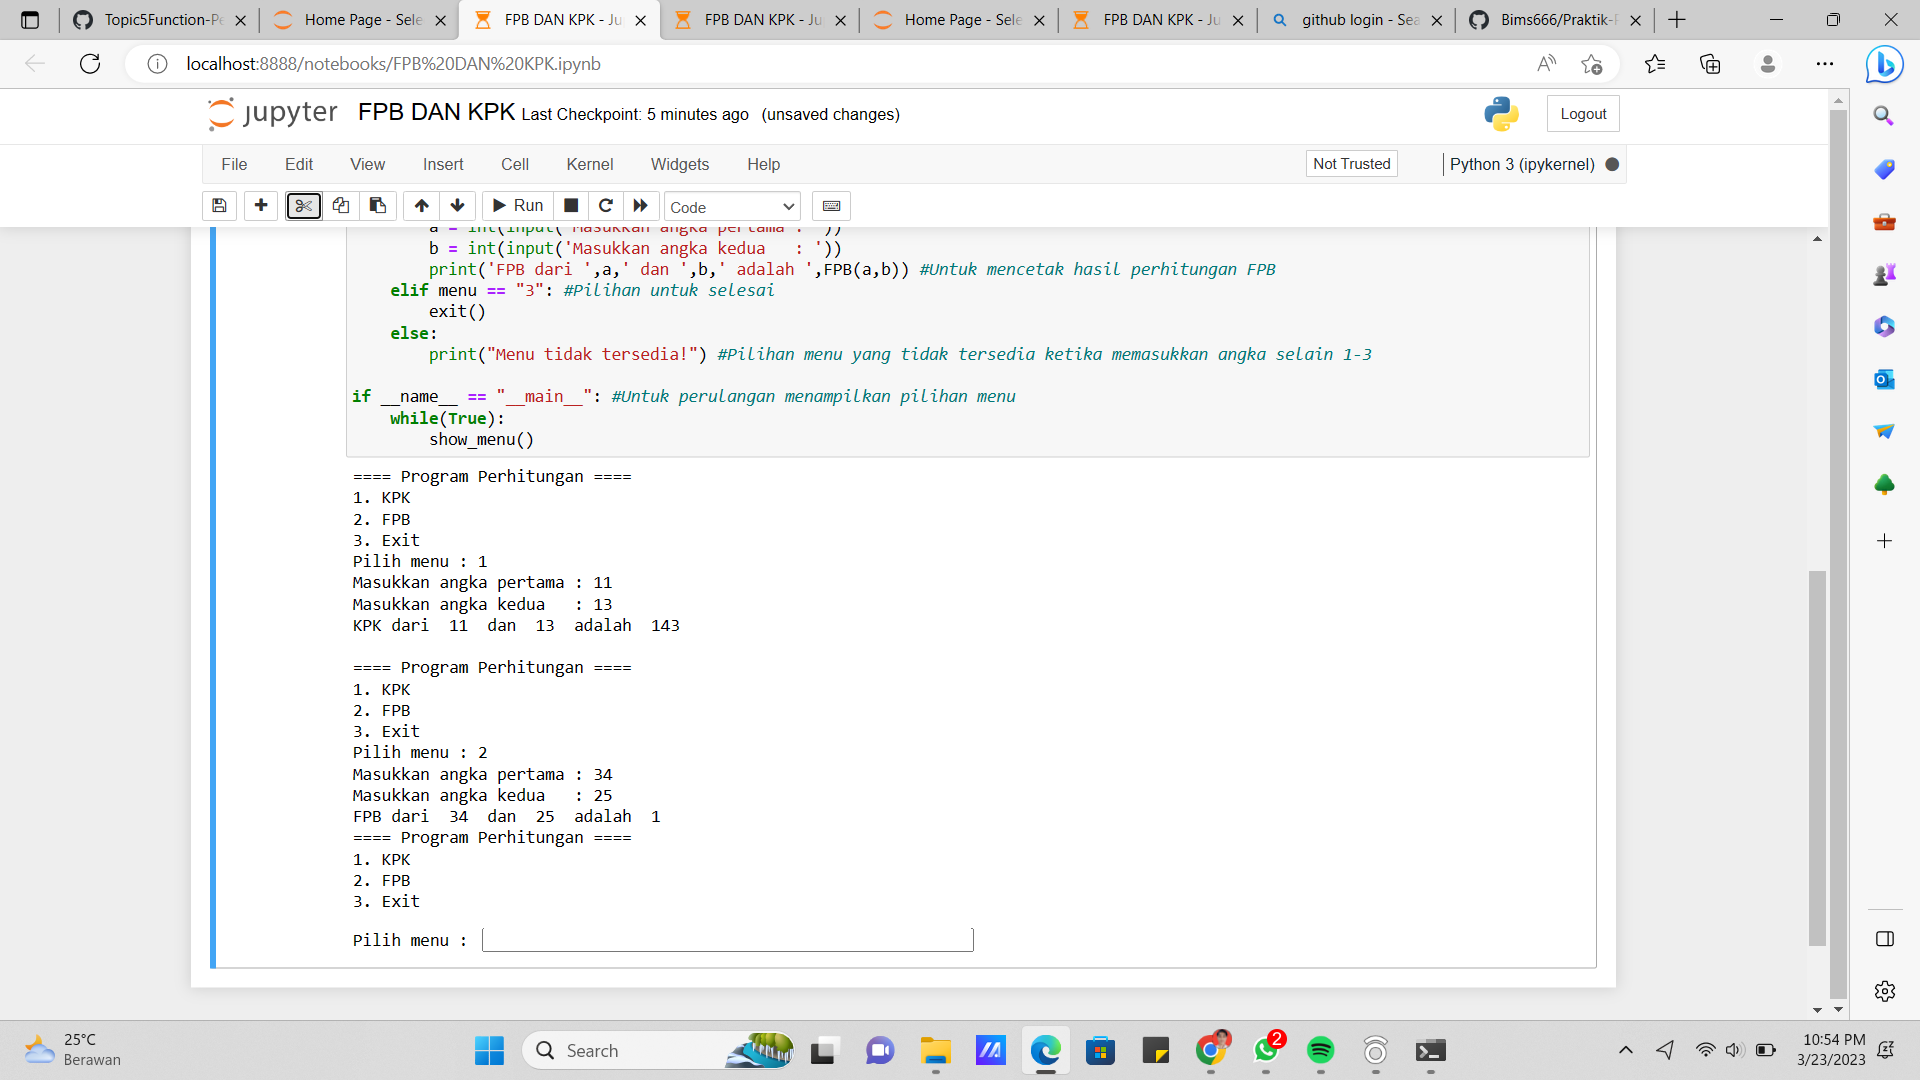 Topic5Function-Pe
Home Page - Sele
FPB DAN KPK - Ju
FPB DAN KPK - Ju
Home Page - Sele
FPB DAN KPK - Ju
github login - Sea
Bims666/Praktik-P
localhost:8888/notebooks/FPB%20DAN%20KPK.ipynb
jupyter FPB DAN KPK Last Checkpoint: 5 minutes ago (unsaved changes)
Logout
File Edit View Insert Cell Kernel Widgets Help
Not Trusted
Python 3 (ipykernel)
Run
Code
a = int(input('Masukkan angka pertama : '))
b = int(input('Masukkan angka kedua   : '))
print('FPB dari ',a,' dan ',b,' adalah ',FPB(a,b)) #Untuk mencetak hasil perhitungan FPB
elif menu == "3": #Pilihan untuk selesai
exit()
else:
print("Menu tidak tersedia!") #Pilihan menu yang tidak tersedia ketika memasukkan angka selain 1-3
if __name__ == "__main__": #Untuk perulangan menampilkan pilihan menu
while(True):
show_menu()
==== Program Perhitungan ====
1. KPK
2. FPB
3. Exit
Pilih menu : 1
Masukkan angka pertama : 11
Masukkan angka kedua   : 13
KPK dari  11  dan  13  adalah  143
==== Program Perhitungan ====
1. KPK
2. FPB
3. Exit
Pilih menu : 2
Masukkan angka pertama : 34
Masukkan angka kedua   : 25
FPB dari  34  dan  25  adalah  1
==== Program Perhitungan ====
1. KPK
2. FPB
3. Exit
Pilih menu :
25°C
Berawan
Search
2
10:54 PM
3/23/2023